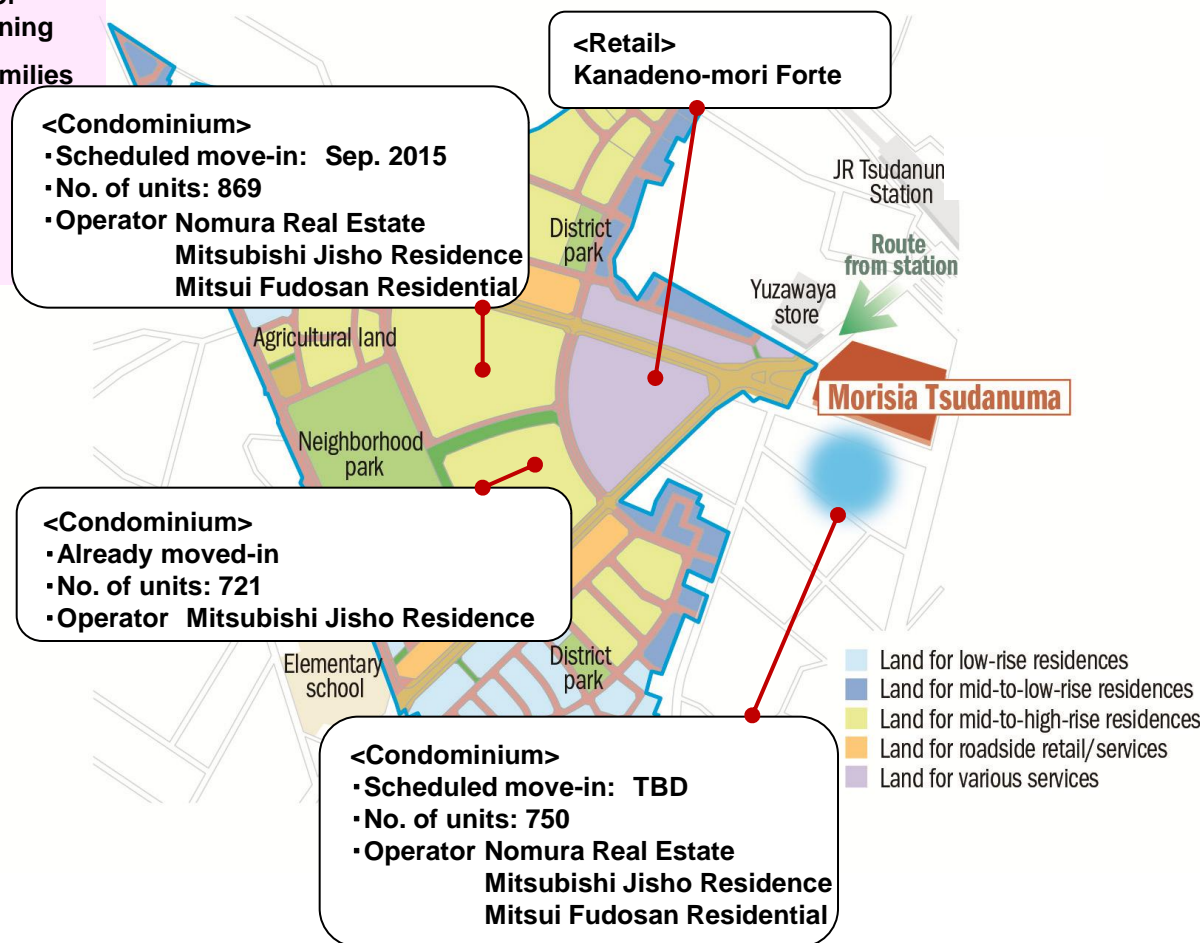 ning
milies
<Retail>
Kanadeno-mori Forte
<Condominium>
・Scheduled move-in: Sep. 2015
・No. of units: 869
・Operator Nomura Real Estate
Mitsubishi Jisho Residence
Mitsui Fudosan Residential
JR Tsudanun
Station
Route
from station
District
park
Yuzawaya
store
Agricultural land
Morisia Tsudanuma
Neighborhood
park
<Condominium>
・Already moved-in
・No. of units: 721
・Operator Mitsubishi Jisho Residence
Elementary
school
District
park
Land for low-rise residences
Land for mid-to-low-rise residences
Land for mid-to-high-rise residences
Land for roadside retail/services
Land for various services
<Condominium>
・Scheduled move-in: TBD
・No. of units: 750
・Operator Nomura Real Estate
Mitsubishi Jisho Residence
Mitsui Fudosan Residential